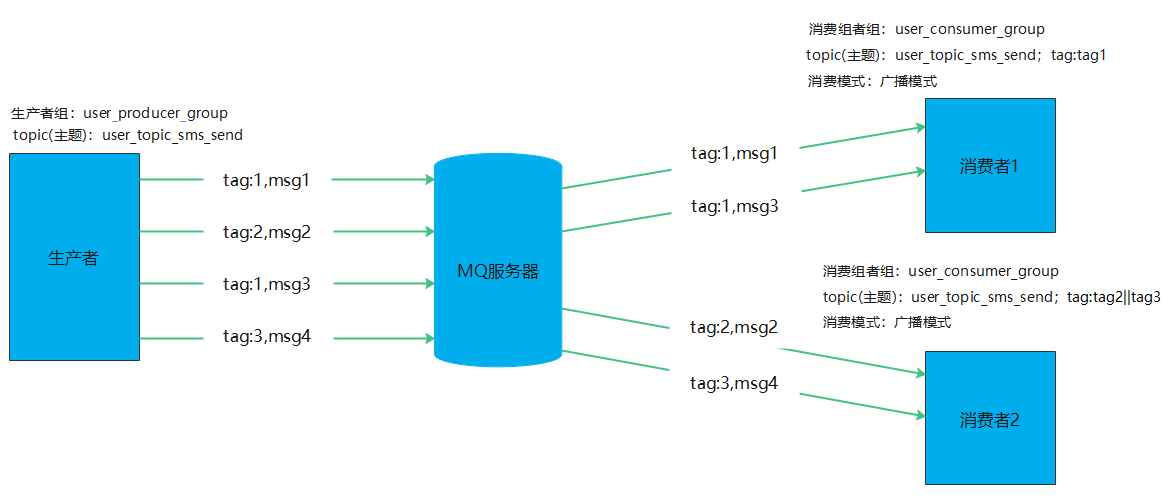 消费组者组：user_consumer_group
topic(主题)：user_topic_sms_send；tag:tag1
消费模式：广播模式
生产者组：user_producer_group
topic(主题)：user_topic_sms_send
生产者
tag:1,msg1
tag:2,msg2
tag:1,msg3
tag:3,msg4
MQ服务器
tag:1,msg1
tag:1,msg3
消费者1
消费组者组：user_consumer_group
topic(主题)：user_topic_sms_send；tag:tag2||tag3
消费模式：广播模式
tag:2,msg2
tag:3,msg4
消费者2